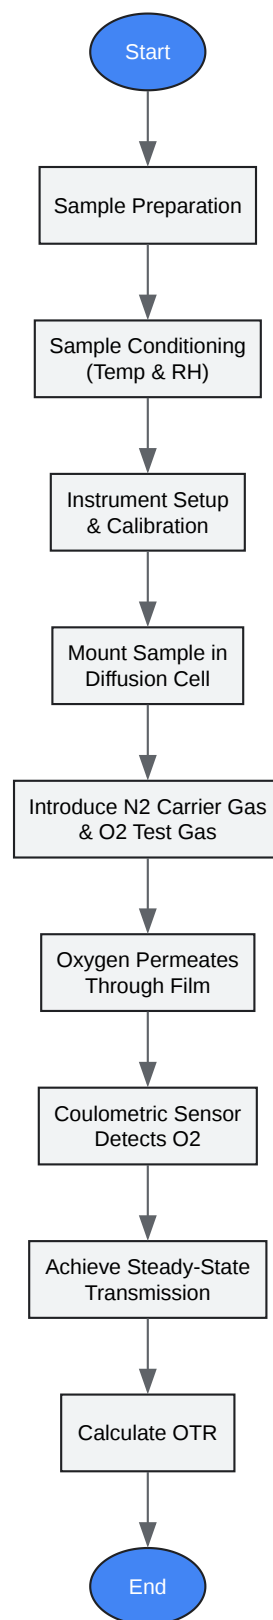 Start
Sample Preparation
Sample Conditioning
(Temp & RH)
Instrument Setup
& Calibration
Mount Sample in
Diffusion Cell
Introduce N2 Carrier Gas
& O2 Test Gas
Oxygen Permeates
Through Film
Coulometric Sensor
Detects O2
Achieve Steady-State
Transmission
Calculate OTR
End